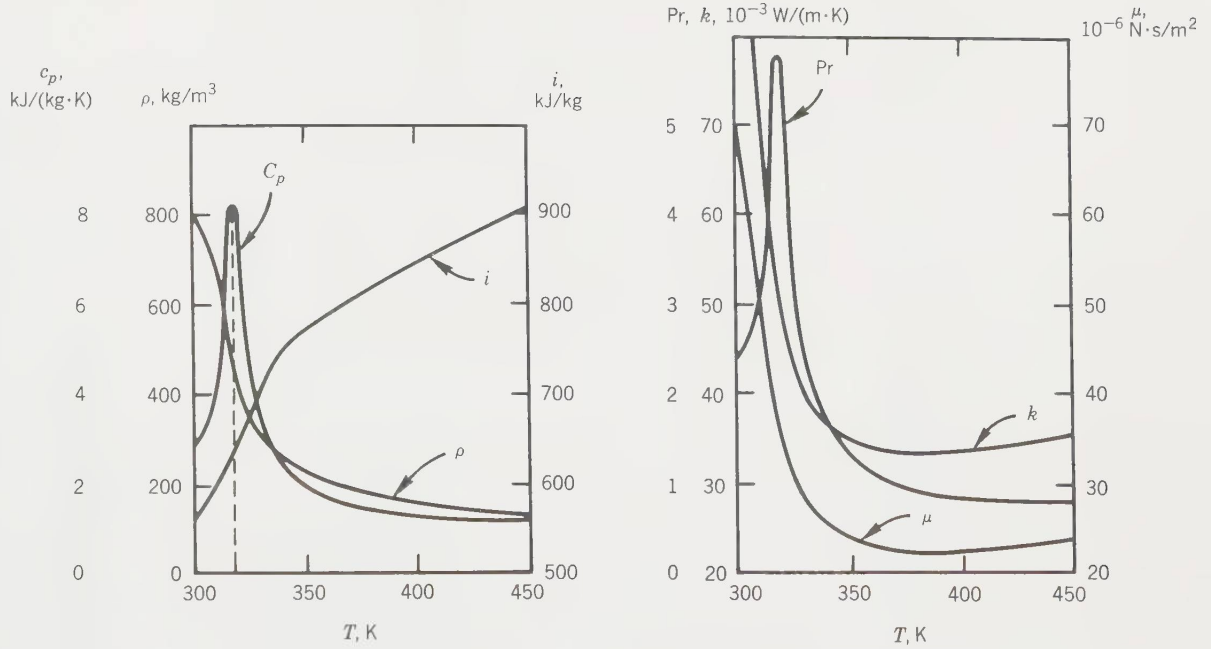 c_p,
kJ/(kg·K)
ρ, kg/m³
i,
kJ/kg
8
6
4
2
0
800
600
400
200
0
C_p
i
ρ
900
800
700
600
500
300
350
400
450
T, K
Pr, k, 10⁻³ W/(m·K)
μ,
10⁻⁶ N·s/m²
5
4
3
2
1
0
70
60
50
40
30
20
Pr
k
μ
70
60
50
40
30
20
300
350
400
450
T, K